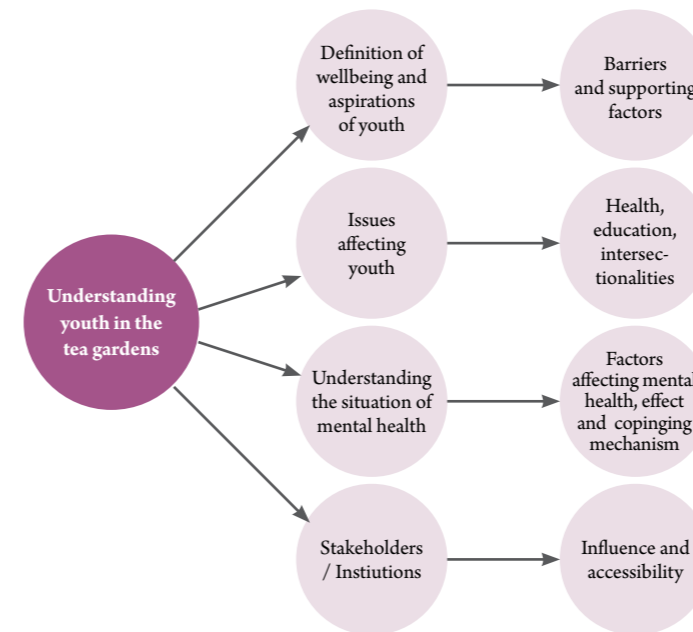 Understanding
youth in the
tea gardens
Definition of
wellbeing and
aspirations
of youth
Barriers
and supporting
factors
Issues
affecting
youth
Health,
education,
intersec-
tionalities
Understanding
the situation of
mental health
Factors
affecting mental
health, effect
and copinging
mechanism
Stakeholders
/ Instiutions
Influence and
accessibility